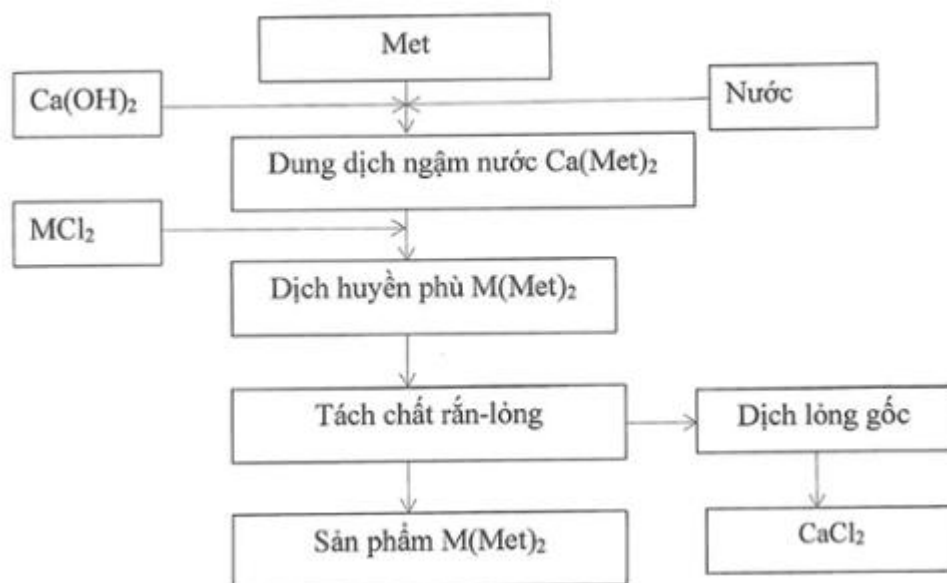 Met
Ca(OH)₂
Nước
Dung dịch ngậm nước Ca(Met)₂
MCl₂
Dịch huyền phù M(Met)₂
Tách chất rắn-lỏng
Dịch lỏng gốc
Sản phẩm M(Met)₂
CaCl₂